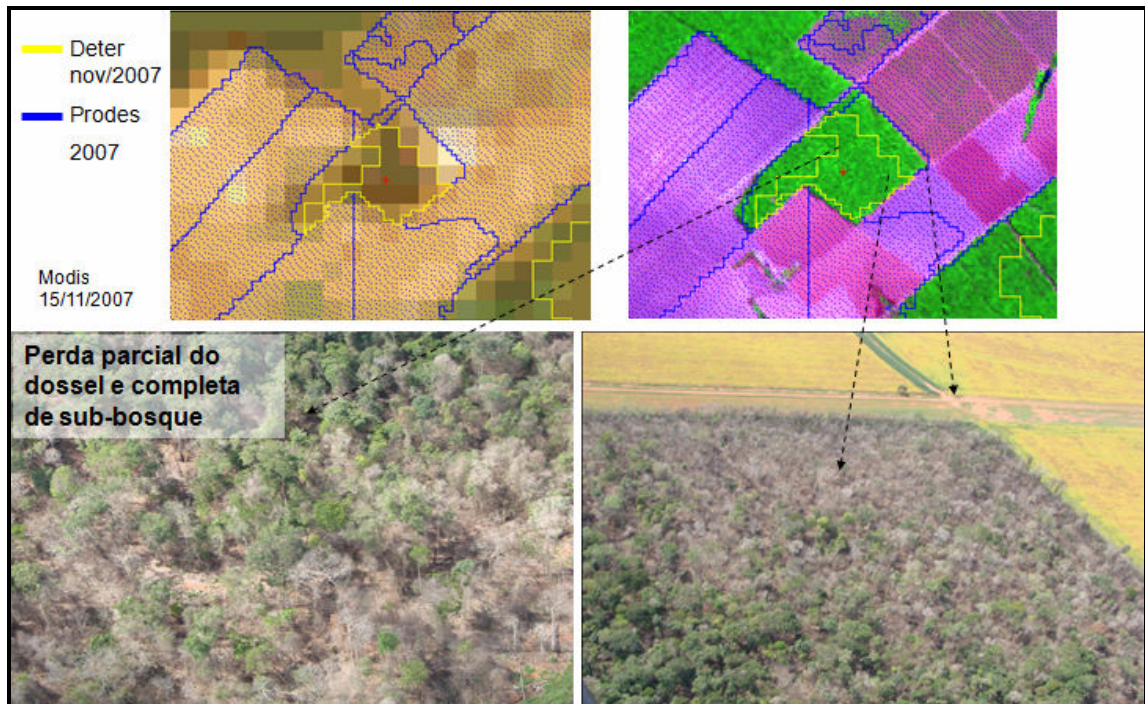 Deter
nov/2007
Prodes
2007
Modis
15/11/2007
Perda parcial do
dossel e completa
de sub-bosque